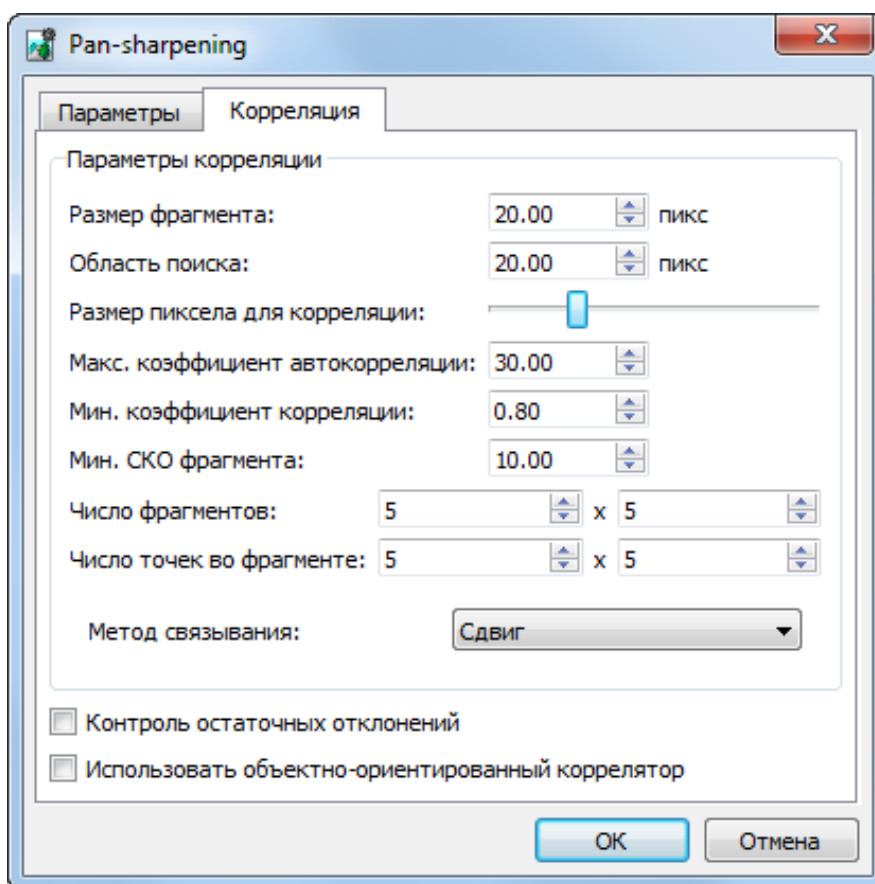 Pan-sharpening
Параметры Корреляция
Параметры корреляции
Размер фрагмента: 20.00 пикс
Область поиска: 20.00 пикс
Размер пиксела для корреляции:
Макс. коэффициент автокорреляции: 30.00
Мин. коэффициент корреляции: 0.80
Мин. СКО фрагмента: 10.00
Число фрагментов: 5 x 5
Число точек во фрагменте: 5 x 5
Метод связывания: Сдвиг
Контроль остаточных отклонений
Использовать объектно-ориентированный коррелятор
OK Отмена